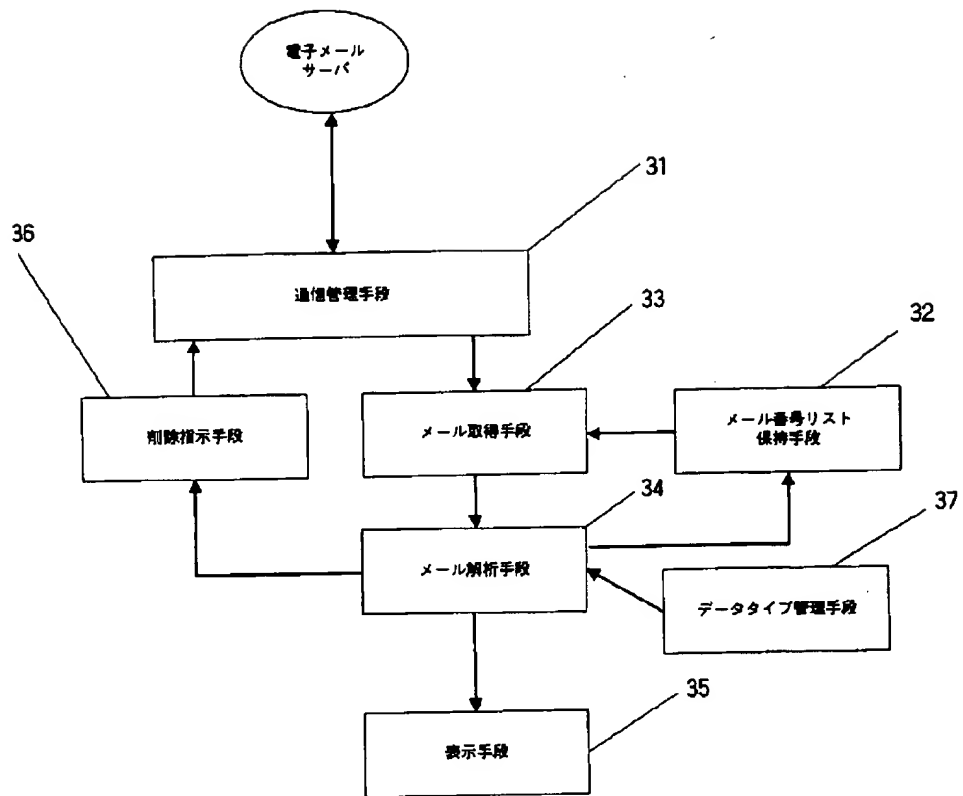 電子メール
サーバ
31
36
通信管理手段
33
32
削除指示手段
メール取得手段
メール番号リスト
保持手段
34
37
メール解析手段
データタイプ管理手段
35
表示手段